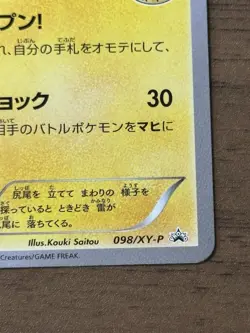 プン!
れ、自分の手札をオモテにして、
ョック 30
相手のバトルポケモンをマヒに
尻尾を 立てて まわりの 様子を
探っていると ときどき 雷が
尾に 落ちてくる。
Illus.Kouki Saitou 098/XY-P
Creatures/GAME FREAK.